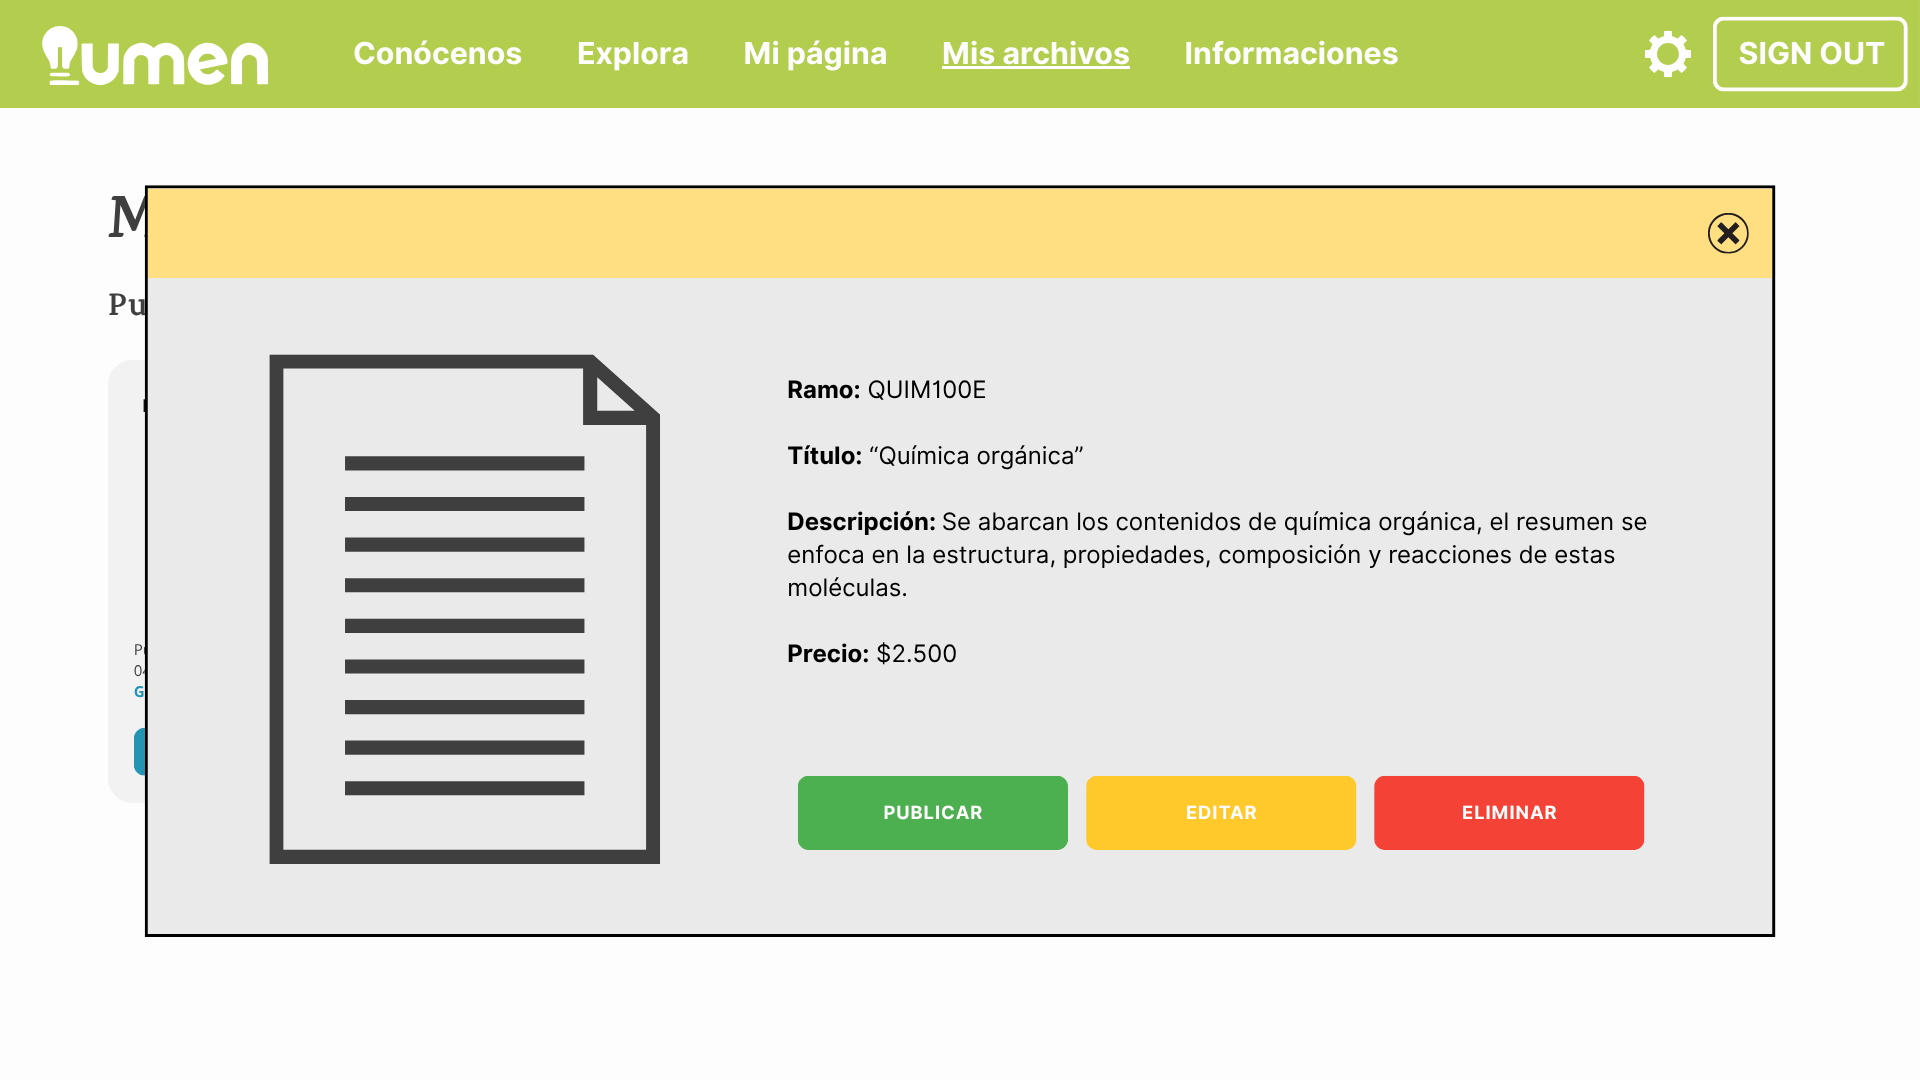 lumen
Conócenos
Explora
Mi página
Mis archivos
Informaciones
SIGN OUT
Ramo: QUIM100E
Título: “Química orgánica”
Descripción: Se abarcan los contenidos de química orgánica, el resumen se
enfoca en la estructura, propiedades, composición y reacciones de estas
moléculas.
Precio: $2.500
PUBLICAR
EDITAR
ELIMINAR